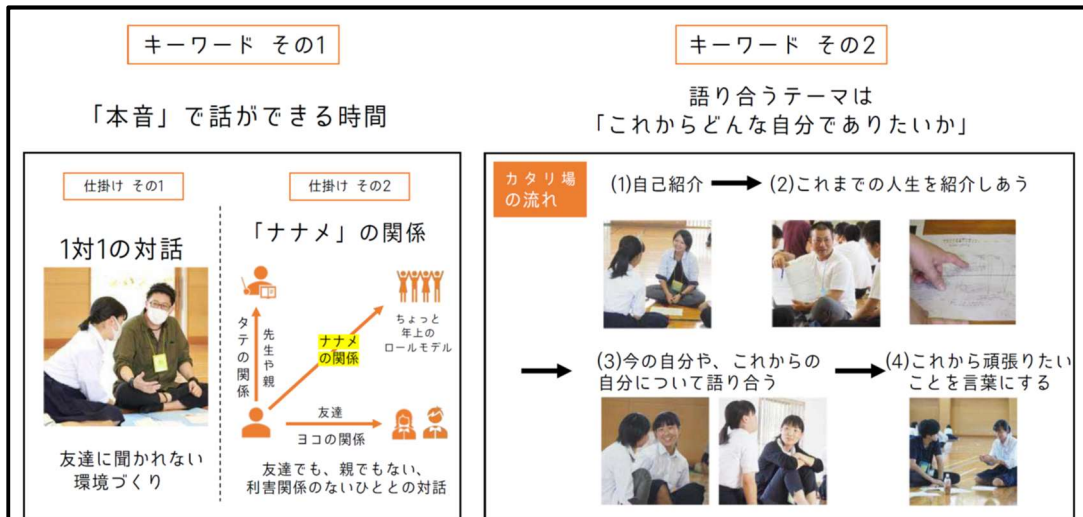 キーワード その1
「本音」で話ができる時間
仕掛け その1
1対1の対話
友達に聞かれない
環境づくり
仕掛け その2
「ナナメ」の関係
タテの関係
先生や親
ナナメ
の関係
ちょっと
年上の
ロールモデル
友達
ヨコの関係
友達でも、親でもない、
利害関係のないひととの対話
キーワード その2
語り合うテーマは
「これからどんな自分でありたいか」
カタリ場
の流れ
(1)自己紹介
(2)これまでの人生を紹介しあう
(3)今の自分や、これからの
自分について語り合う
(4)これから頑張りたい
ことを言葉にする